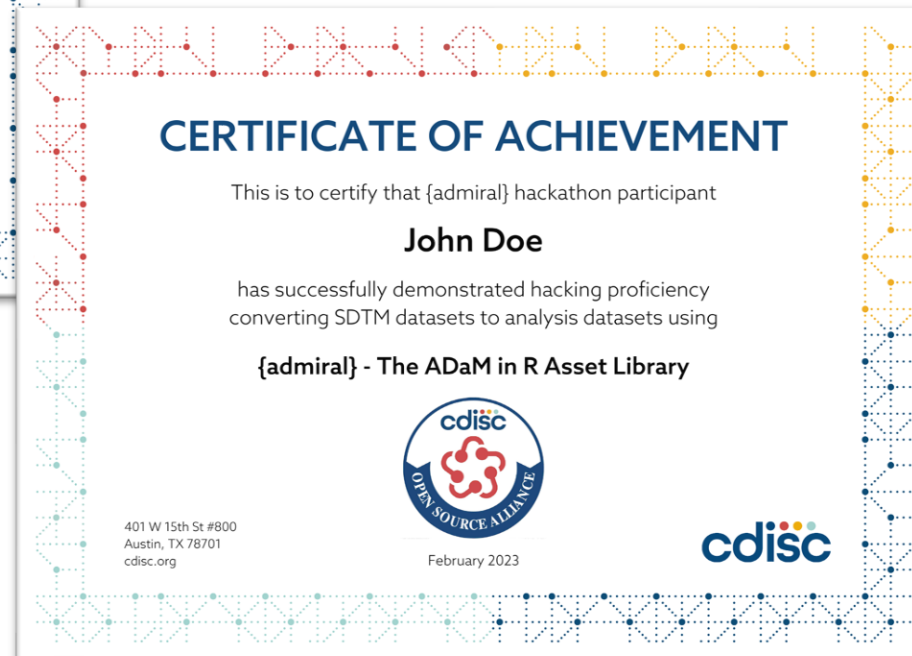 CERTIFICATE OF ACHIEVEMENT
This is to certify that {admiral} hackathon participant
John Doe
has successfully demonstrated hacking proficiency
converting SDTM datasets to analysis datasets using
{admiral} - The ADaM in R Asset Library
cdisc
OPEN SOURCE ALLIANCE
401 W 15th St #800
Austin, TX 78701
cdisc.org
February 2023
cdisc